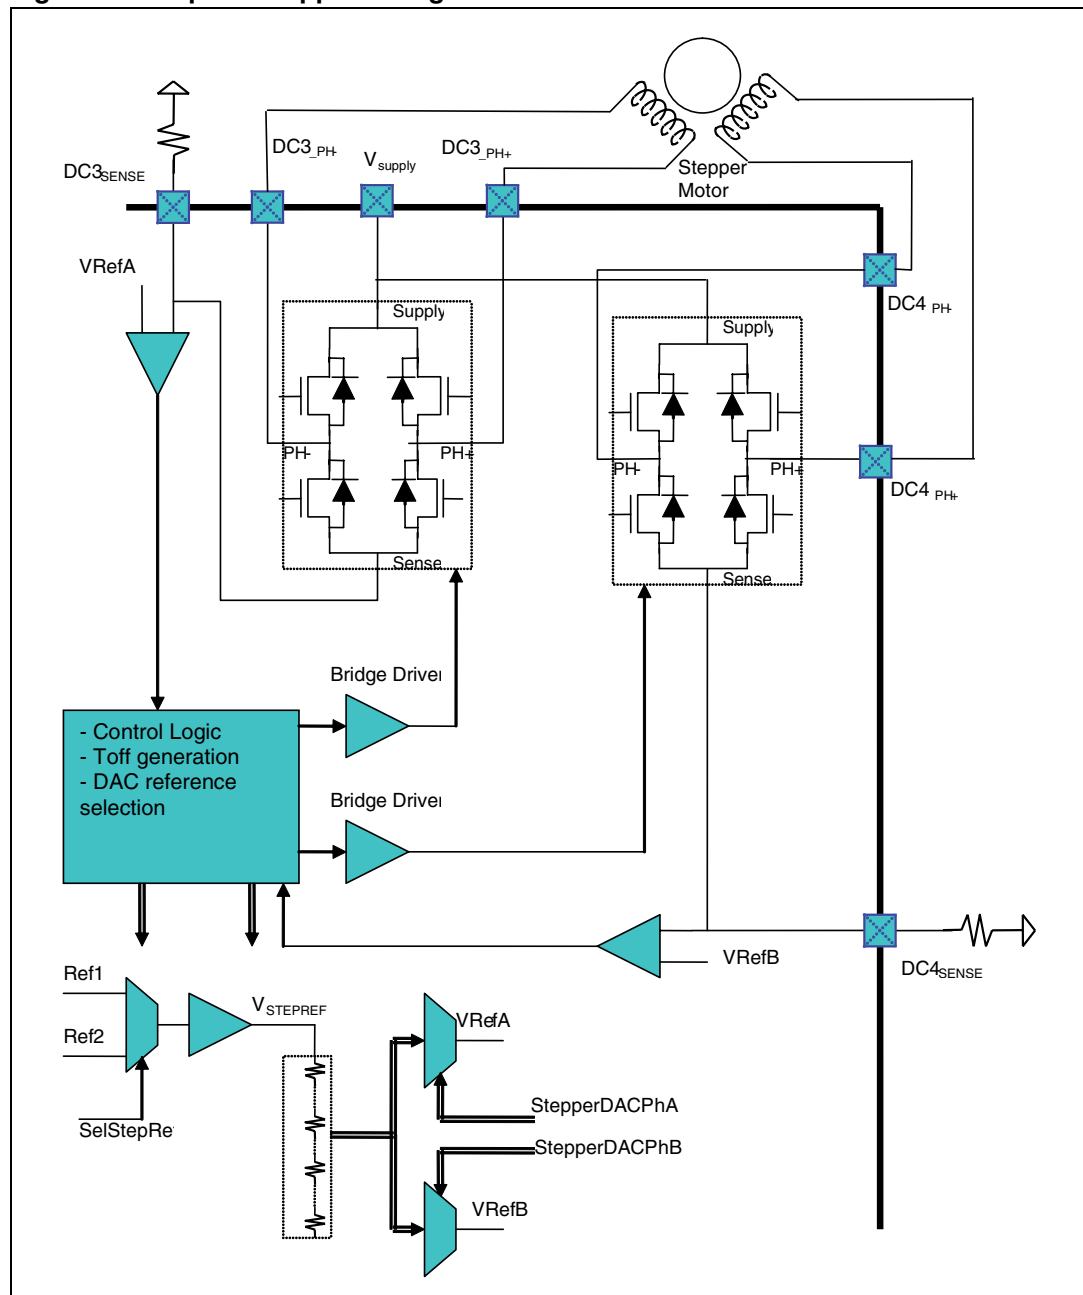 DC3_PH-
DC3_PH+
Vsupply
DC3SENSE
Stepper
Motor
VRefA
DC4 PH-
Supply
Supply
PH-
PH+
PH-
PH+
DC4 PH+
Sense
Sense
Bridge Driver
- Control Logic
- Toff generation
- DAC reference
selection
Bridge Driver
VRefB
DC4SENSE
Ref1
VSTEPREF
VRefA
Ref2
StepperDACPhA
SelStepRe
StepperDACPhB
VRefB